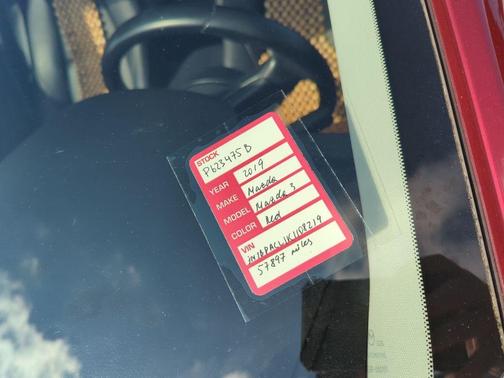 STOCK P623475B
YEAR 2019
MAKE Mazda
MODEL Mazda 3
COLOR Red
VIN
57897 miles